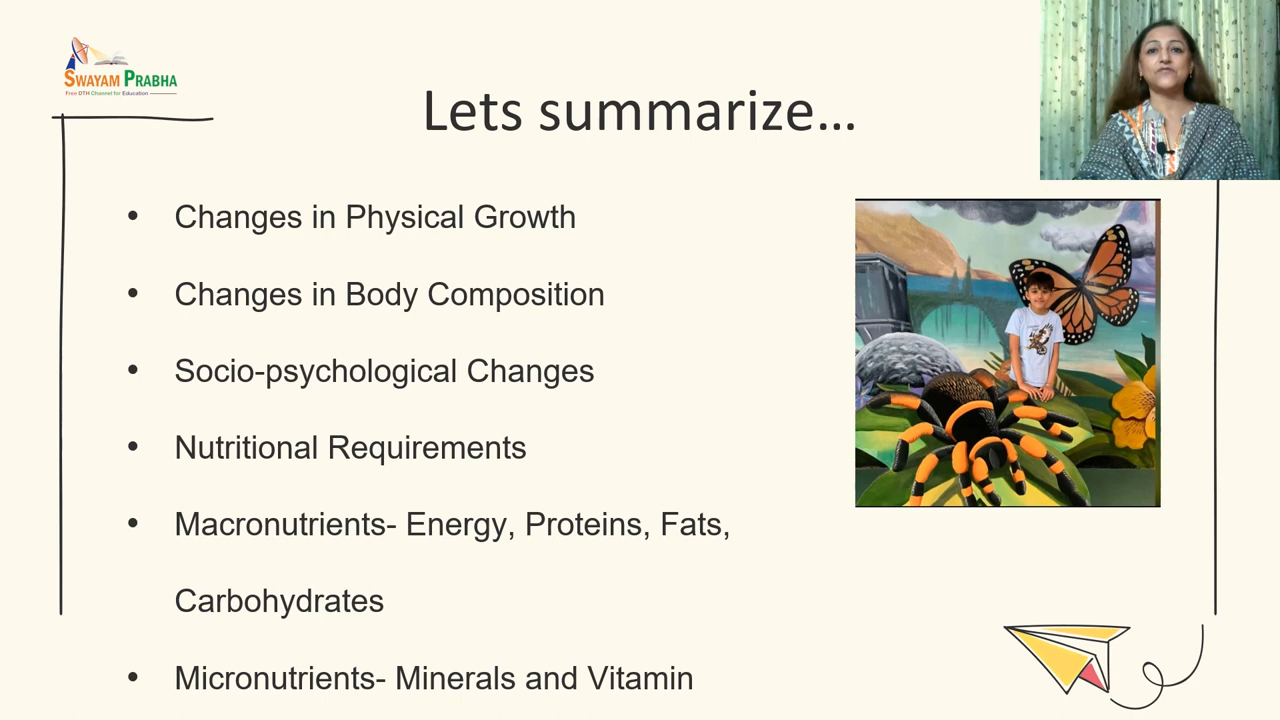 SWAYAM PRABHA
Free DTH Channel for Education
Lets summarize...
• Changes in Physical Growth
• Changes in Body Composition
• Socio-psychological Changes
• Nutritional Requirements
• Macronutrients- Energy, Proteins, Fats,
Carbohydrates
• Micronutrients- Minerals and Vitamin